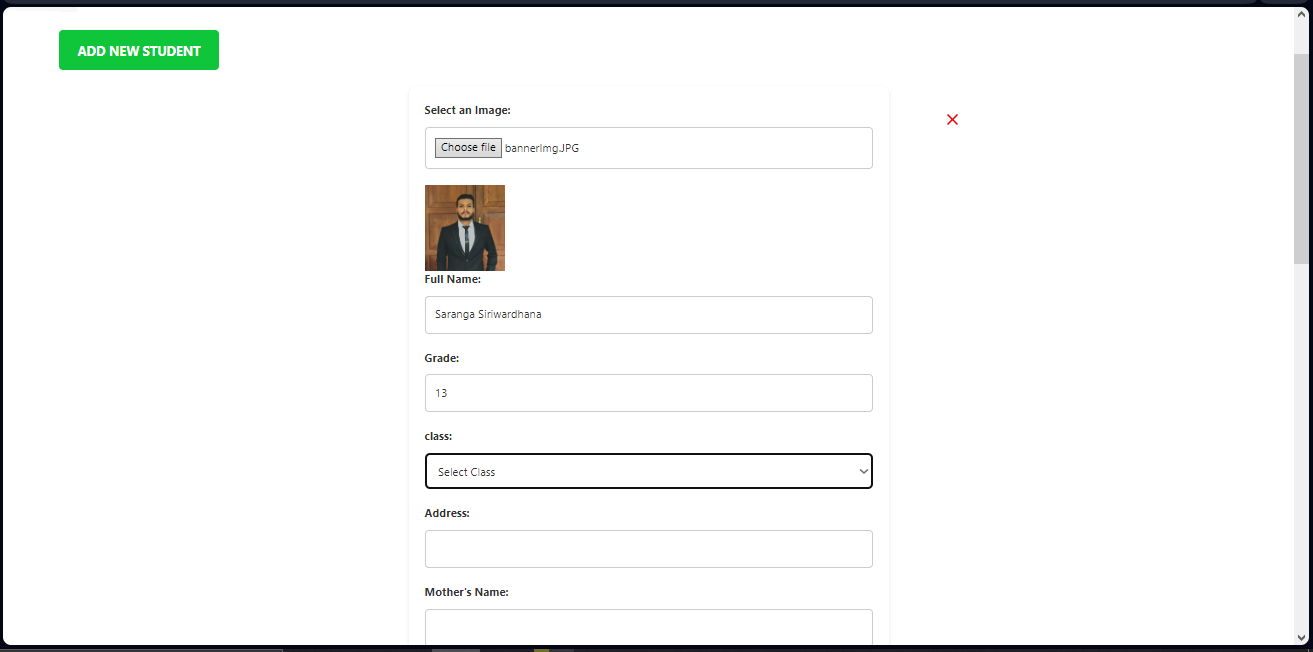 ADD NEW STUDENT
Select an Image:
Choose file bannerImg.JPG
Full Name:
Saranga Siriwardhana
Grade:
13
class:
Select Class
Address:
Mother's Name: